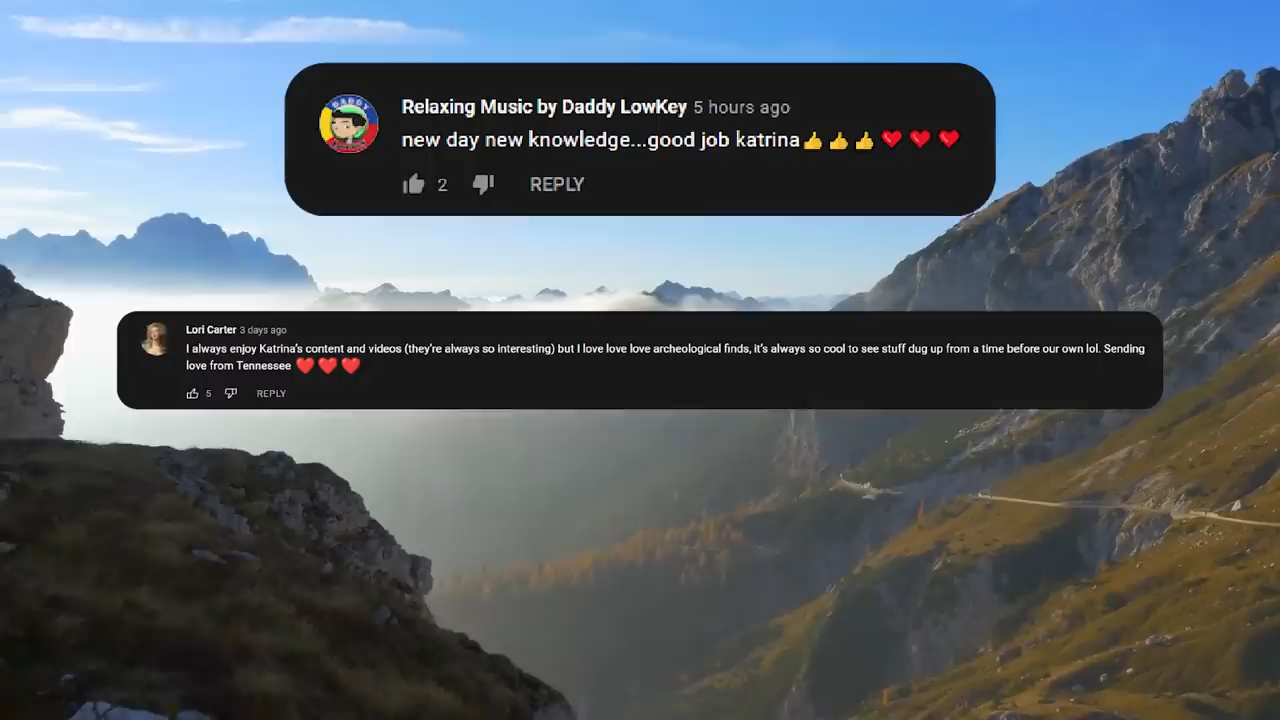 Relaxing Music by Daddy LowKey 5 hours ago
new day new knowledge...good job katrina👍👍👍❤️❤️❤️
2 REPLY
Lori Carter 3 days ago
I always enjoy Katrina's content and videos (they're always so interesting) but I love love love archeological finds, it's always so cool to see stuff dug up from a time before our own lol. Sending
love from Tennessee ❤️❤️❤️
5 REPLY